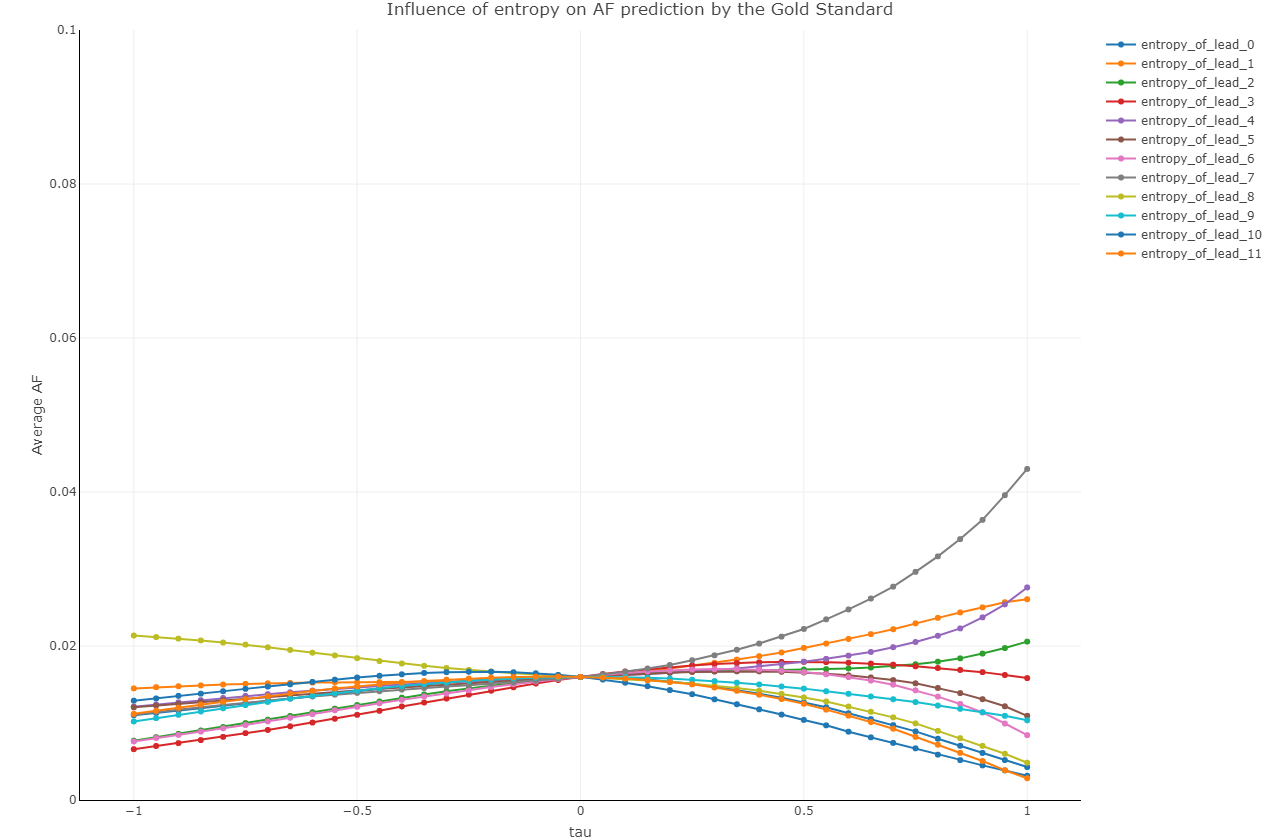 Influence of entropy on AF prediction by the Gold Standard
0.1
0.08
0.06
0.04
0.02
0
Average AF
−1
−0.5
0
0.5
1
tau
entropy_of_lead_0
entropy_of_lead_1
entropy_of_lead_2
entropy_of_lead_3
entropy_of_lead_4
entropy_of_lead_5
entropy_of_lead_6
entropy_of_lead_7
entropy_of_lead_8
entropy_of_lead_9
entropy_of_lead_10
entropy_of_lead_11